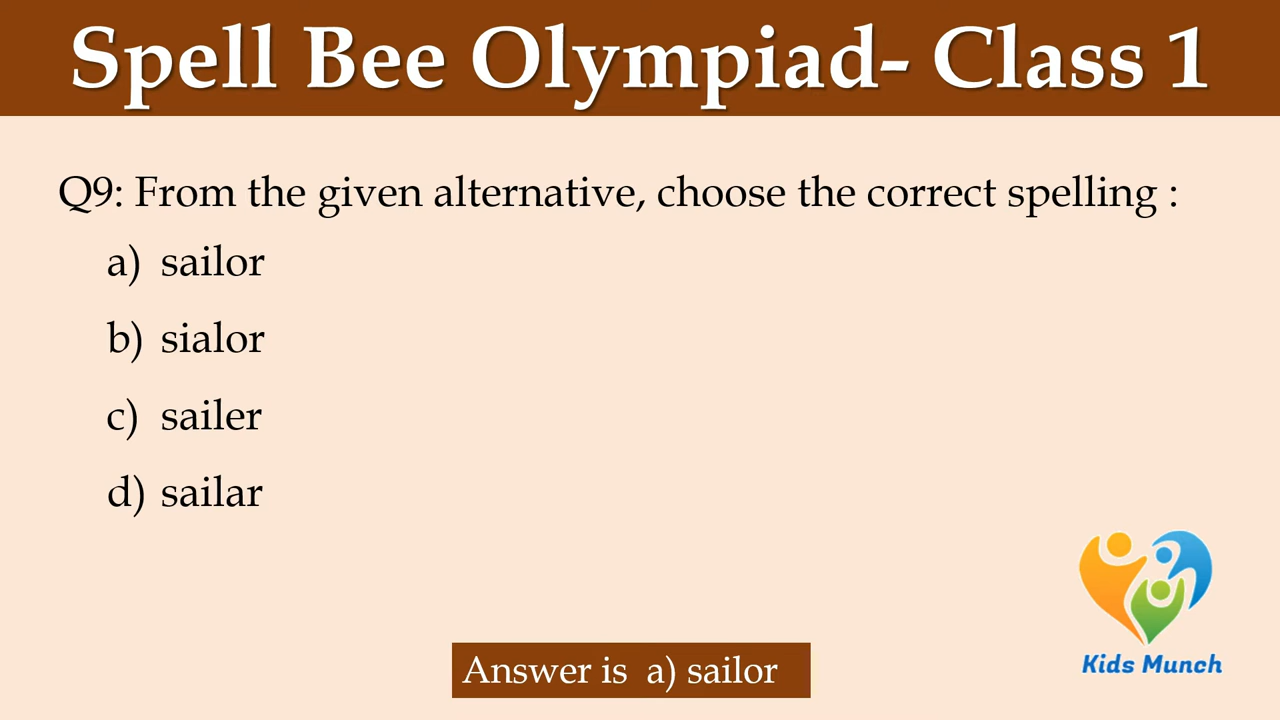 Spell Bee Olympiad- Class 1
Q9: From the given alternative, choose the correct spelling :
a) sailor
b) sialor
c) sailer
d) sailar
Kids Munch
Answer is a) sailor